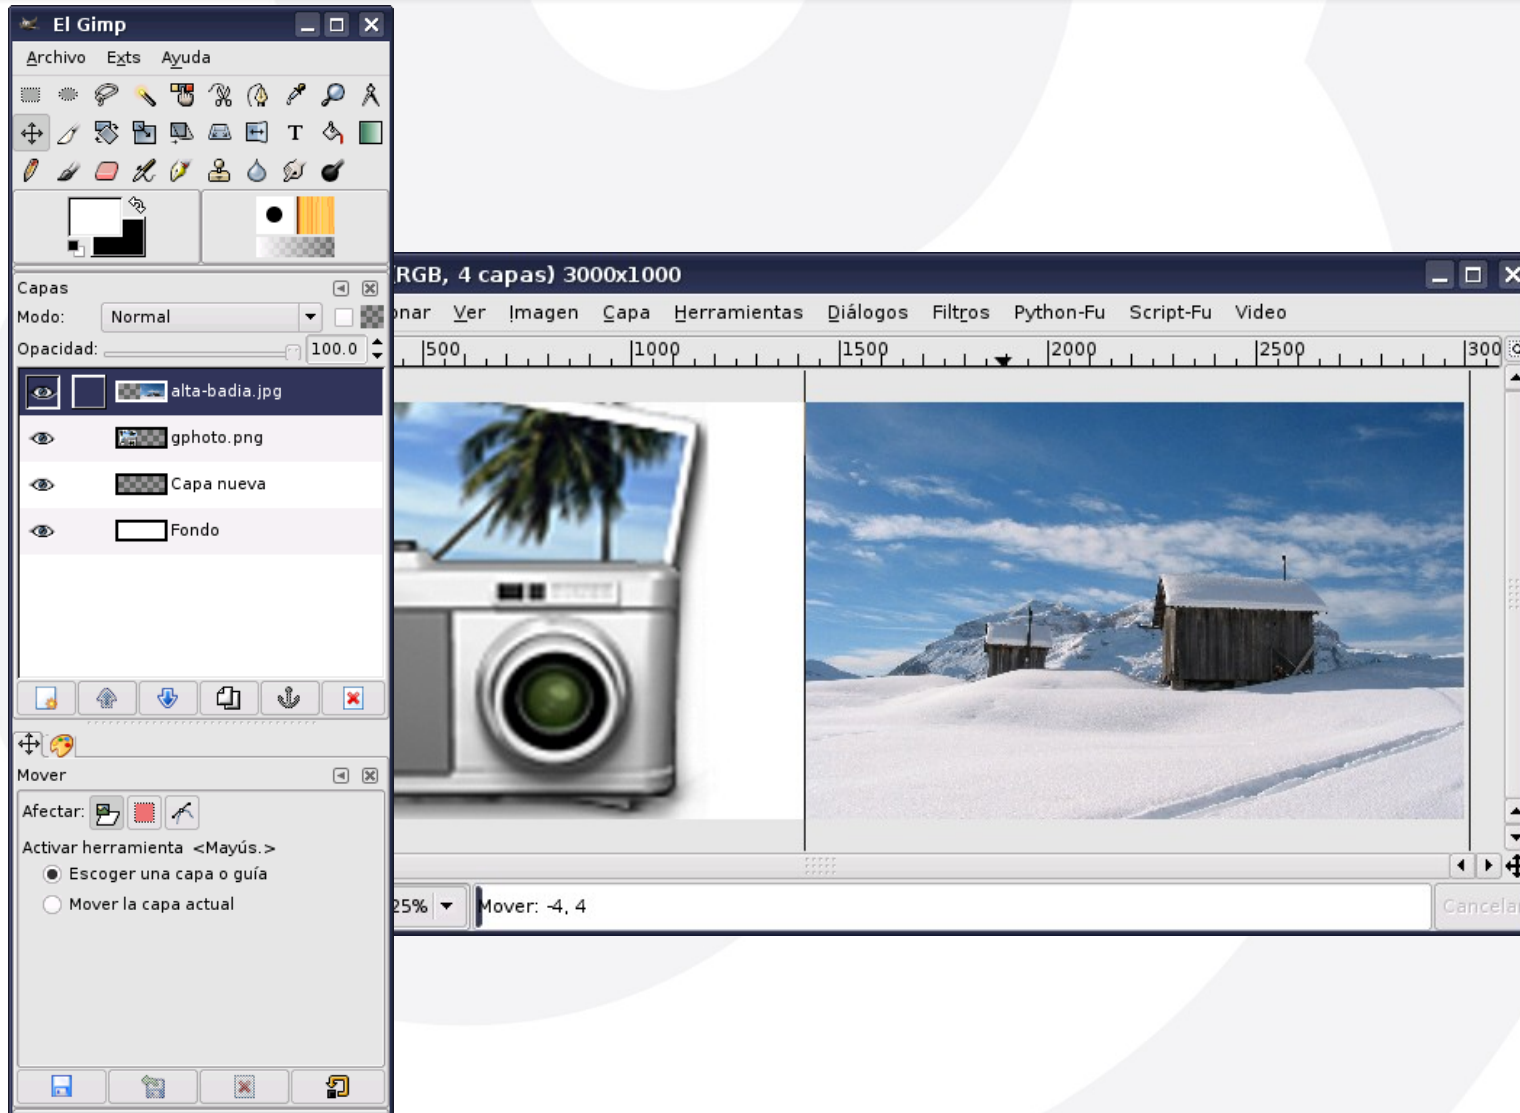 El Gimp
Archivo Exts Ayuda
T
Capas
Modo: Normal
Opacidad: 100.0
alta-badia.jpg
gphoto.png
Capa nueva
Fondo
Mover
Afectar:
Activar herramienta <Mayús.>
Escoger una capa o guía
Mover la capa actual
(RGB, 4 capas) 3000x1000
onar Ver Imagen Capa Herramientas Diálogos Filtros Python-Fu Script-Fu Video
500 1000 1500 2000 2500 300
25% Mover: -4, 4 Cancela